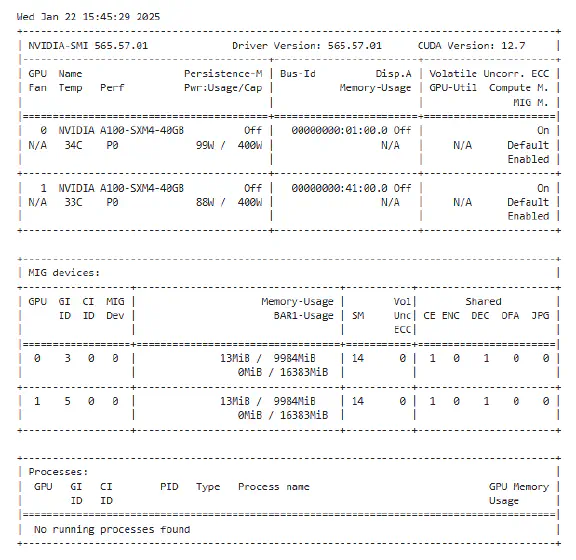 Wed Jan 22 15:45:29 2025
+-----------------------------------------------------------------------------------------+
| NVIDIA-SMI 565.57.01              Driver Version: 565.57.01      CUDA Version: 12.7     |
|-----------------------------------------+------------------------+----------------------+
| GPU  Name                 Persistence-M | Bus-Id          Disp.A | Volatile Uncorr. ECC |
| Fan  Temp   Perf          Pwr:Usage/Cap |           Memory-Usage | GPU-Util  Compute M. |
|                                         |                        |               MIG M. |
|=========================================+========================+======================|
|   0  NVIDIA A100-SXM4-40GB          Off |   00000000:01:00.0 Off |                   On |
| N/A   34C    P0              99W / 400W |                  N/A   |     N/A      Default |
|                                         |                        |              Enabled |
+-----------------------------------------+------------------------+----------------------+
|   1  NVIDIA A100-SXM4-40GB          Off |   00000000:41:00.0 Off |                   On |
| N/A   33C    P0              88W / 400W |                  N/A   |     N/A      Default |
|                                         |                        |              Enabled |
+-----------------------------------------+------------------------+----------------------+

+-----------------------------------------------------------------------------------------+
| MIG devices:                                                                            |
+------------------+----------------------------------+-----------+-----------------------+
| GPU  GI  CI  MIG |                     Memory-Usage |        Vol|        Shared         |
|      ID  ID  Dev |                       BAR1-Usage | SM     Unc| CE ENC  DEC  OFA  JPG |
|                  |                                  |        ECC|                       |
|==================+==================================+===========+=======================|
|  0    3   0   0  |              13MiB /  9984MiB    | 14      0 |  1   0    1    0    0 |
|                  |                 0MiB / 16383MiB  |           |                       |
+------------------+----------------------------------+-----------+-----------------------+
|  1    5   0   0  |              13MiB /  9984MiB    | 14      0 |  1   0    1    0    0 |
|                  |                 0MiB / 16383MiB  |           |                       |
+------------------+----------------------------------+-----------+-----------------------+

+-----------------------------------------------------------------------------------------+
| Processes:                                                                              |
|  GPU   GI   CI        PID   Type   Process name                              GPU Memory |
|        ID   ID                                                               Usage      |
|=========================================================================================|
|  No running processes found                                                             |
+-----------------------------------------------------------------------------------------+